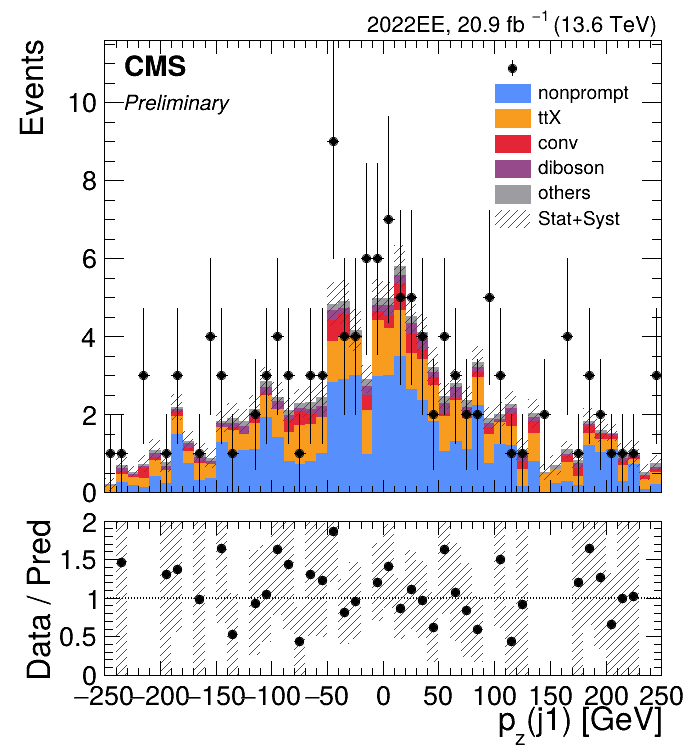 2022EE, 20.9 fb⁻¹ (13.6 TeV)
CMS
Preliminary
Events
10
8
6
4
2
0
nonprompt
ttX
conv
diboson
others
Stat+Syst
Data / Pred
2
1.5
1
0.5
0
−250 −200 −150 −100 −50 0 50 100 150 200 250
p_z(j1) [GeV]